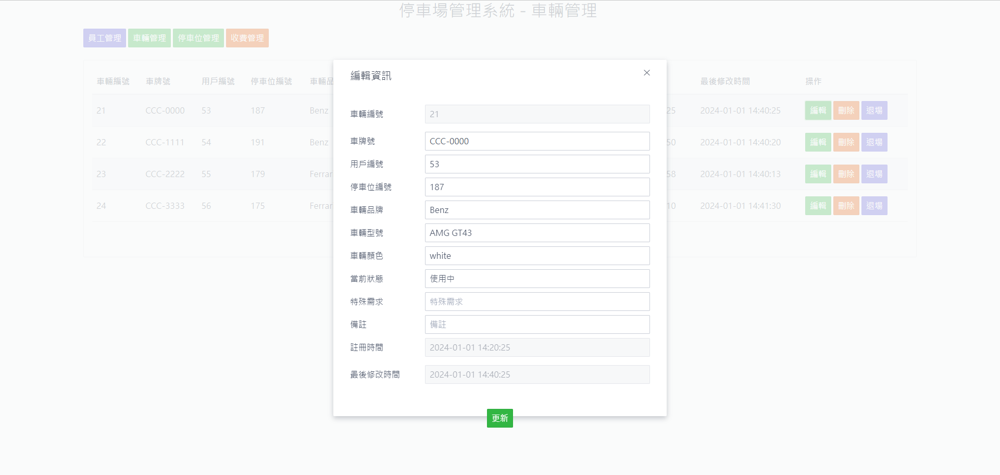 停車場管理系統 - 車輛管理
員工管理 車輛管理 停車位管理 收費管理
車輛編號 車牌號 用戶編號 停車位編號 車輛品 最後修改時間 操作
21 CCC-0000 53 187 Benz 25 2024-01-01 14:40:25 編輯 刪除 退場
22 CCC-1111 54 191 Benz 50 2024-01-01 14:40:20 編輯 刪除 退場
23 CCC-2222 55 179 Ferrar 58 2024-01-01 14:40:13 編輯 刪除 退場
24 CCC-3333 56 175 Ferrar 10 2024-01-01 14:41:30 編輯 刪除 退場
編輯資訊
車輛編號 21
車牌號 CCC-0000
用戶編號 53
停車位編號 187
車輛品牌 Benz
車輛型號 AMG GT43
車輛顏色 white
當前狀態 使用中
特殊需求 特殊需求
備註 備註
註冊時間 2024-01-01 14:20:25
最後修改時間 2024-01-01 14:40:25
更新